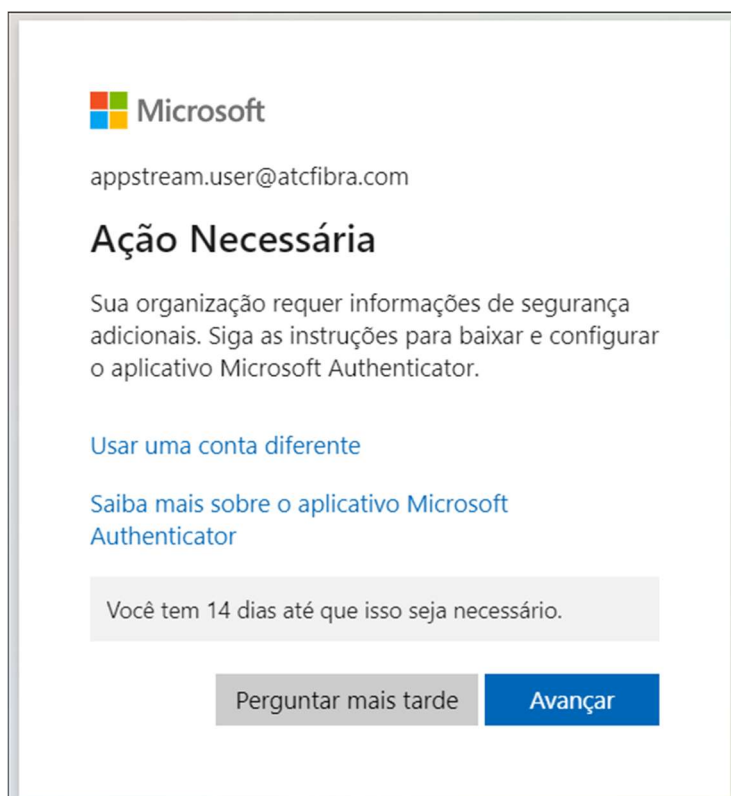 Microsoft
appstream.user@atcfibra.com
Ação Necessária
Sua organização requer informações de segurança
adicionais. Siga as instruções para baixar e configurar
o aplicativo Microsoft Authenticator.
Usar uma conta diferente
Saiba mais sobre o aplicativo Microsoft
Authenticator
Você tem 14 dias até que isso seja necessário.
Perguntar mais tarde
Avançar